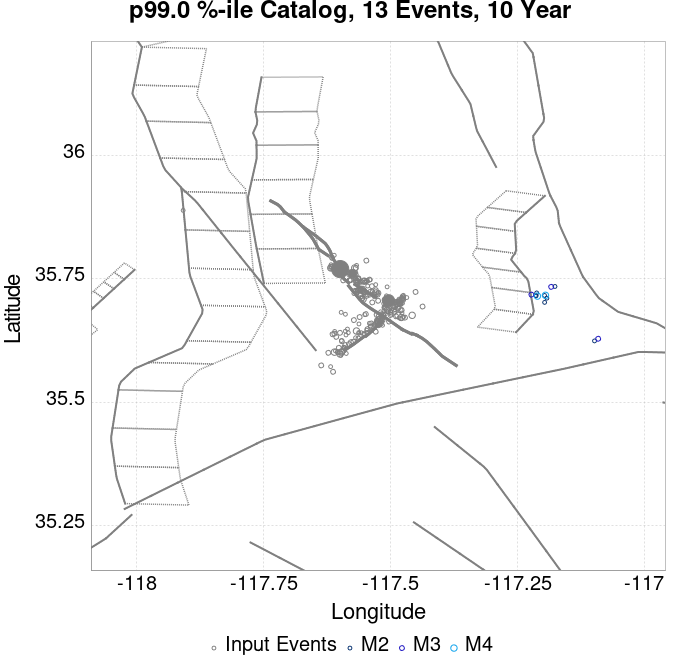 p99.0 %-ile Catalog, 13 Events, 10 Year
Latitude
36
35.75
35.5
35.25
-118 -117.75 -117.5 -117.25 -117
Longitude
Input Events M2 M3 M4